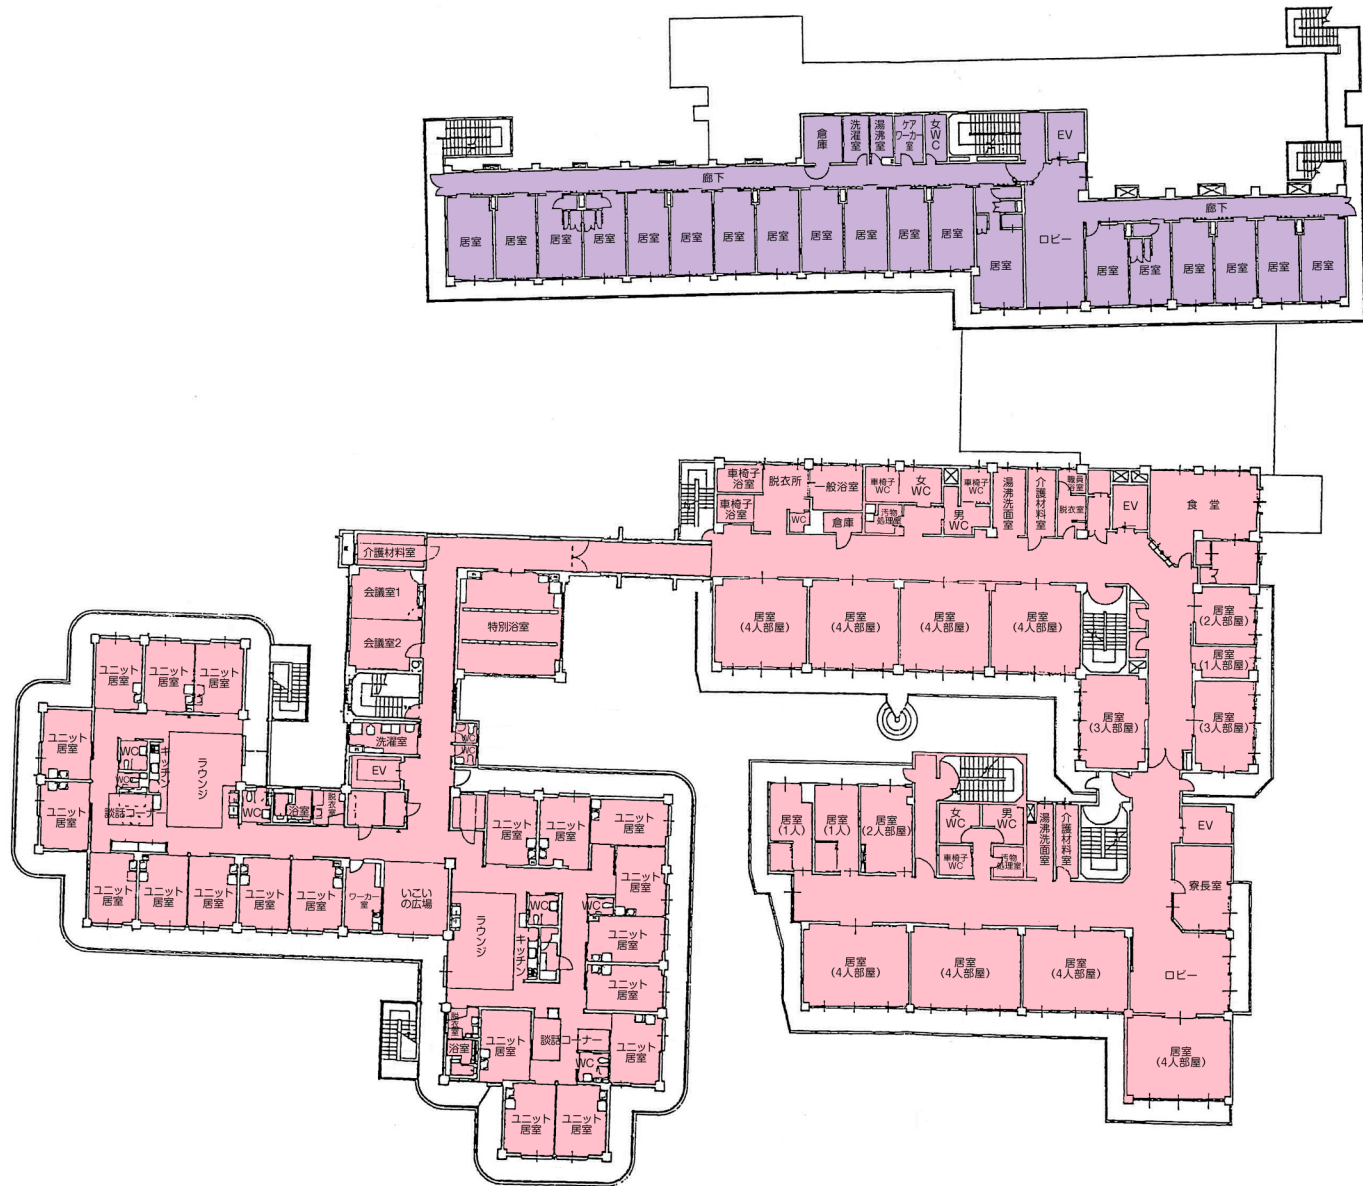 倉庫
洗濯室
湯沸室
ケアワーカー室
女WC
EV
廊下
廊下
居室
居室
居室
居室
居室
居室
居室
居室
居室
居室
居室
居室
居室
ロビー
居室
居室
居室
居室
居室
居室
車椅子
浴室
脱衣所
一般浴室
車椅子
WC
女
WC
車椅子
WC
湯沸洗面室
介護材料室
職員
浴室
脱衣室
EV
食堂
車椅子
浴室
WC
倉庫
汚物
処理室
男
WC
介護材料室
会議室1
会議室2
特別浴室
居室
(4人部屋)
居室
(4人部屋)
居室
(4人部屋)
居室
(4人部屋)
居室
(2人部屋)
居室
(1人部屋)
居室
(3人部屋)
居室
(3人部屋)
洗濯室
WC
WC
EV
ユニット
居室
ユニット
居室
ユニット
居室
ユニット
居室
ユニット
居室
WC
WC
キッチン
ラウンジ
談話コーナー
WC
浴室
脱衣室
ユニット
居室
ユニット
居室
ユニット
居室
ユニット
居室
ユニット
居室
ワーカー
室
いこい
の広場
ユニット
居室
ユニット
居室
ユニット
居室
ユニット
居室
ユニット
居室
ユニット
居室
WC
WC
ラウンジ
キッチン
脱衣室
浴室
ユニット
居室
談話コーナー
WC
ユニット
居室
ユニット
居室
ユニット
居室
居室
(1人)
居室
(1人)
居室
(2人部屋)
女
WC
男
WC
車椅子
WC
汚物
処理室
湯沸洗面室
介護材料室
EV
寮長室
居室
(4人部屋)
居室
(4人部屋)
居室
(4人部屋)
ロビー
居室
(4人部屋)